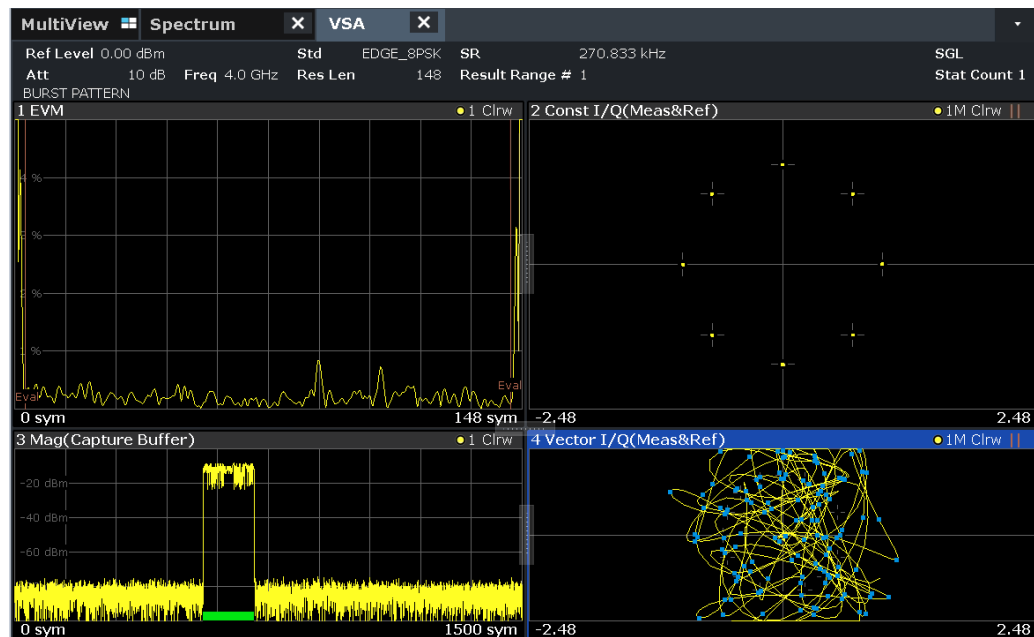 MultiView Spectrum X VSA X
Ref Level 0.00 dBm Std EDGE_8PSK SR 270.833 kHz SGL
Att 10 dB Freq 4.0 GHz Res Len 148 Result Range # 1 Stat Count 1
BURST PATTERN
1 EVM 1 Clrw
2 Const I/Q(Meas&Ref) 1M Clrw
4 %
%
2 %
1 %
Eval
Eval
0 sym 148 sym
-2.48 2.48
3 Mag(Capture Buffer) 1 Clrw
4 Vector I/Q(Meas&Ref) 1M Clrw
-20 dBm
-40 dBm
-60 dBm
0 sym 1500 sym
-2.48 2.48